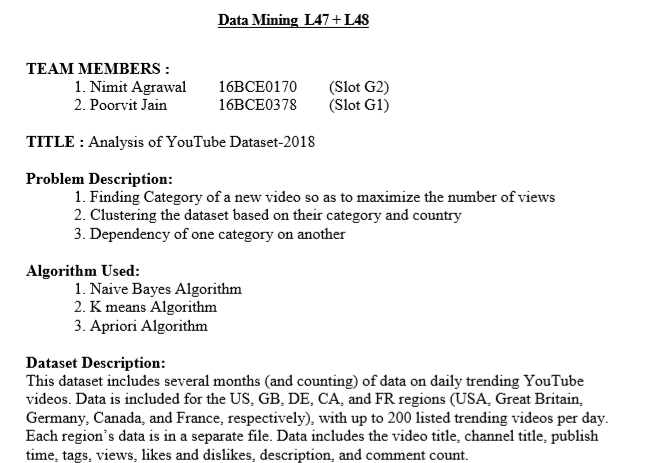 Data Mining L47 + L48
TEAM MEMBERS :
1. Nimit Agrawal 16BCE0170 (Slot G2)
2. Poorvit Jain 16BCE0378 (Slot G1)
TITLE : Analysis of YouTube Dataset-2018
Problem Description:
1. Finding Category of a new video so as to maximize the number of views
2. Clustering the dataset based on their category and country
3. Dependency of one category on another
Algorithm Used:
1. Naive Bayes Algorithm
2. K means Algorithm
3. Apriori Algorithm
Dataset Description:
This dataset includes several months (and counting) of data on daily trending YouTube
videos. Data is included for the US, GB, DE, CA, and FR regions (USA, Great Britain,
Germany, Canada, and France, respectively), with up to 200 listed trending videos per day.
Each region's data is in a separate file. Data includes the video title, channel title, publish
time, tags, views, likes and dislikes, description, and comment count.